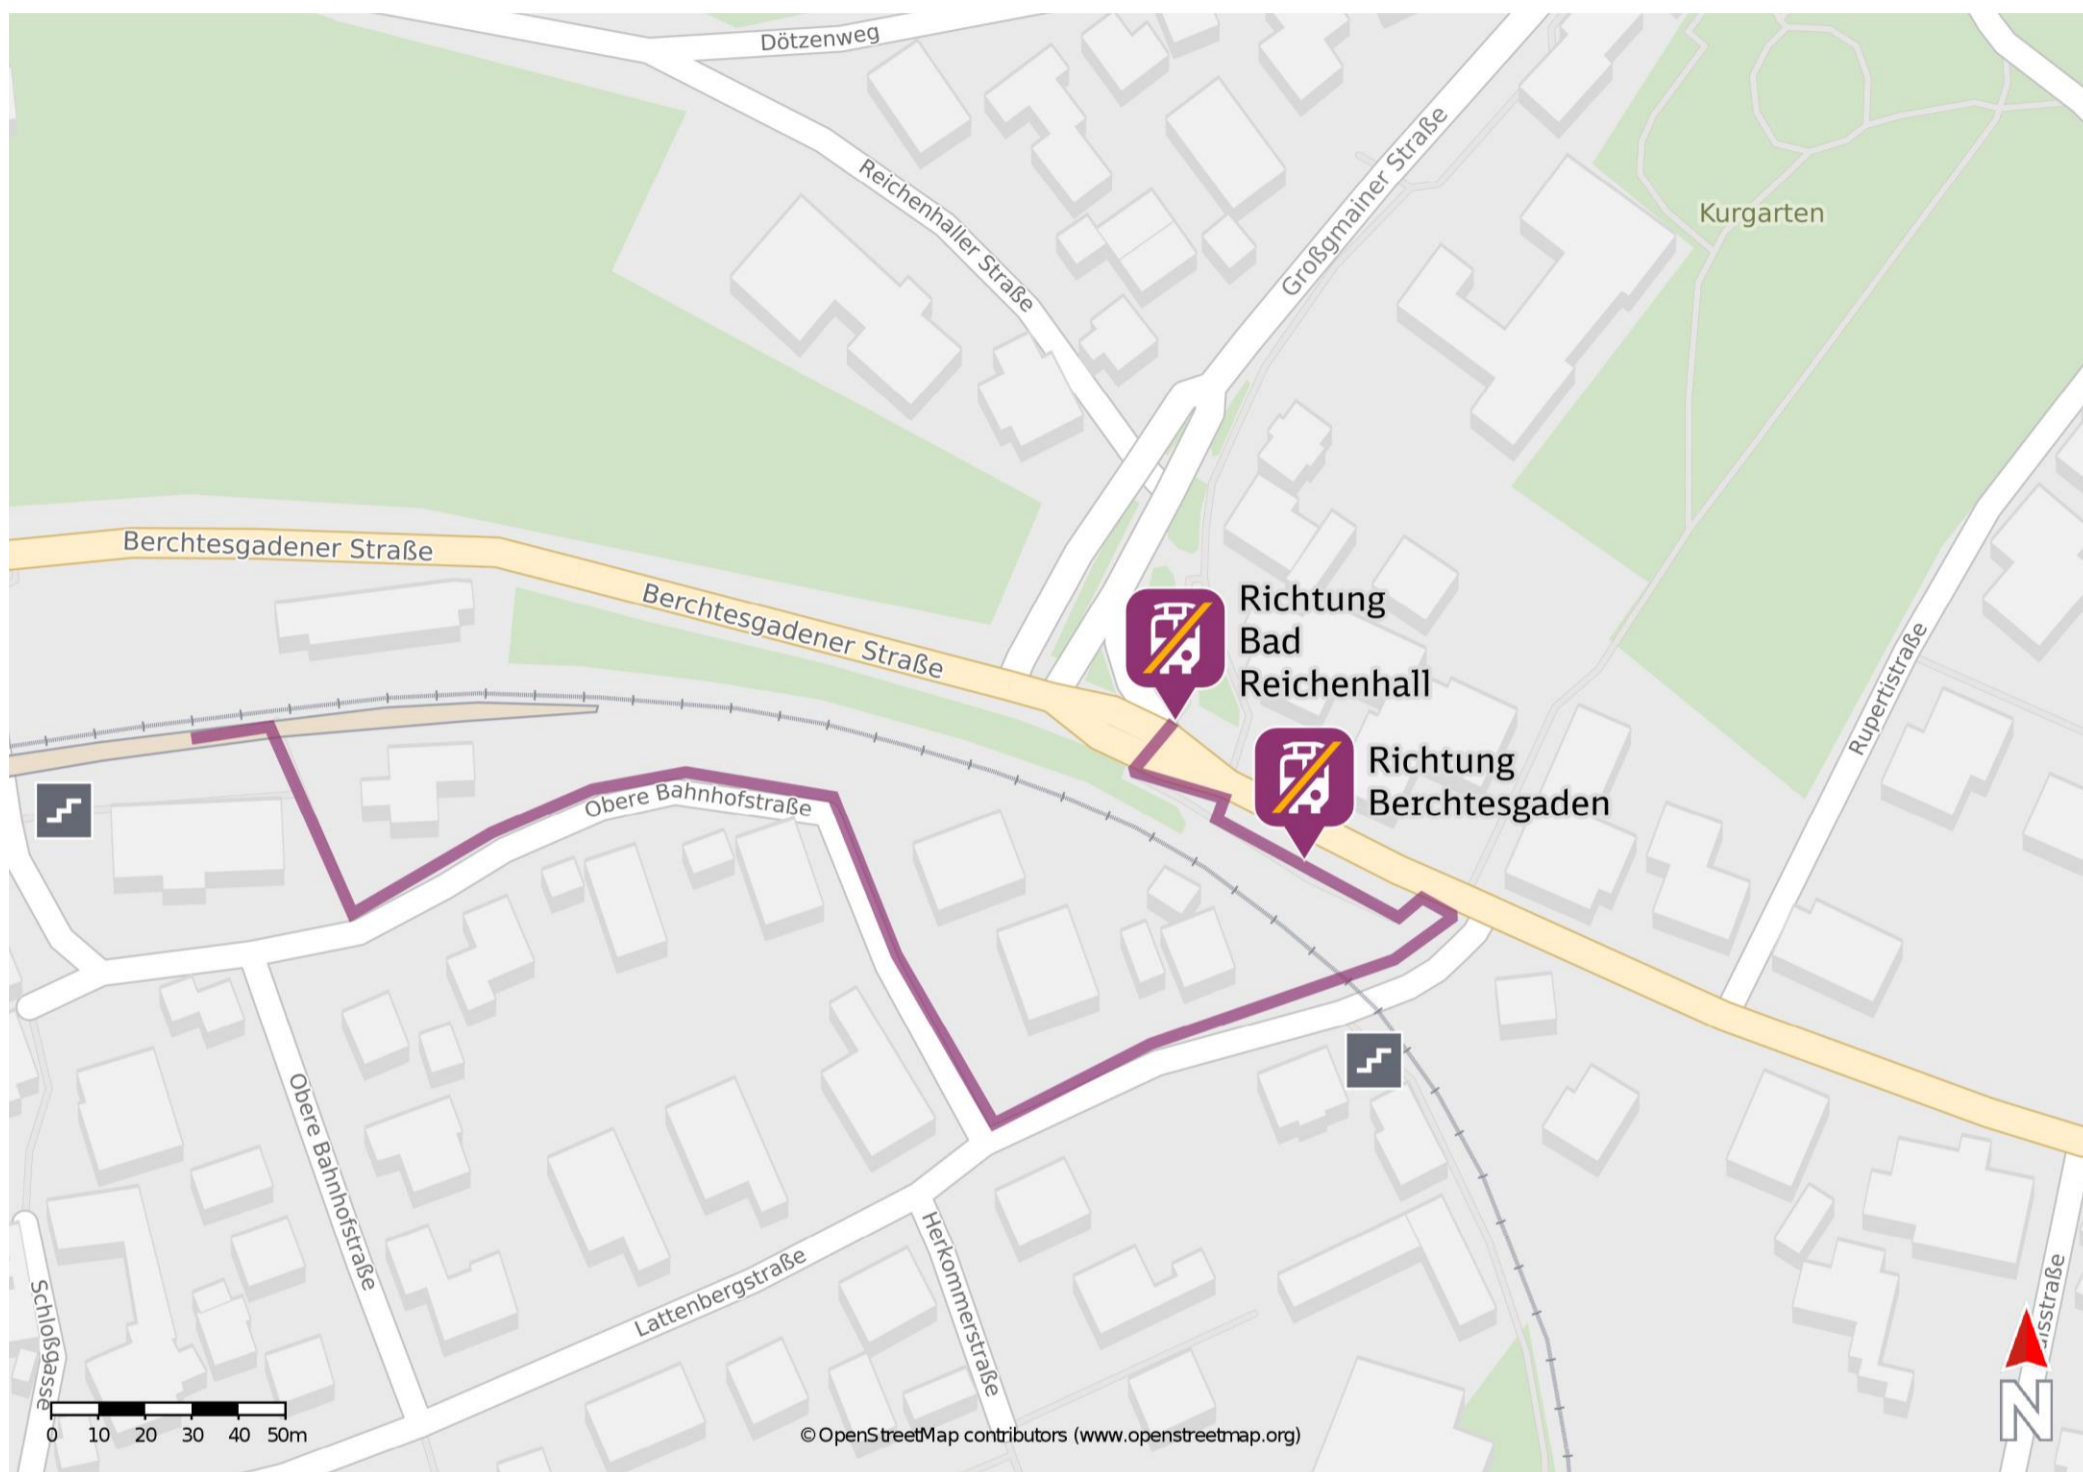 Dötzenweg
Reichenhaller Straße
Großgmainer Straße
Kurgarten
Berchtesgadener Straße
Berchtesgadener Straße
Richtung
Bad
Reichenhall
Richtung
Berchtesgaden
Rupertistraße
Obere Bahnhofstraße
Obere Bahnhofstraße
Lattenbergstraße
Herkommerstraße
Schloßgasse
0 10 20 30 40 50m
©OpenStreetMap contributors (www.openstreetmap.org)
N